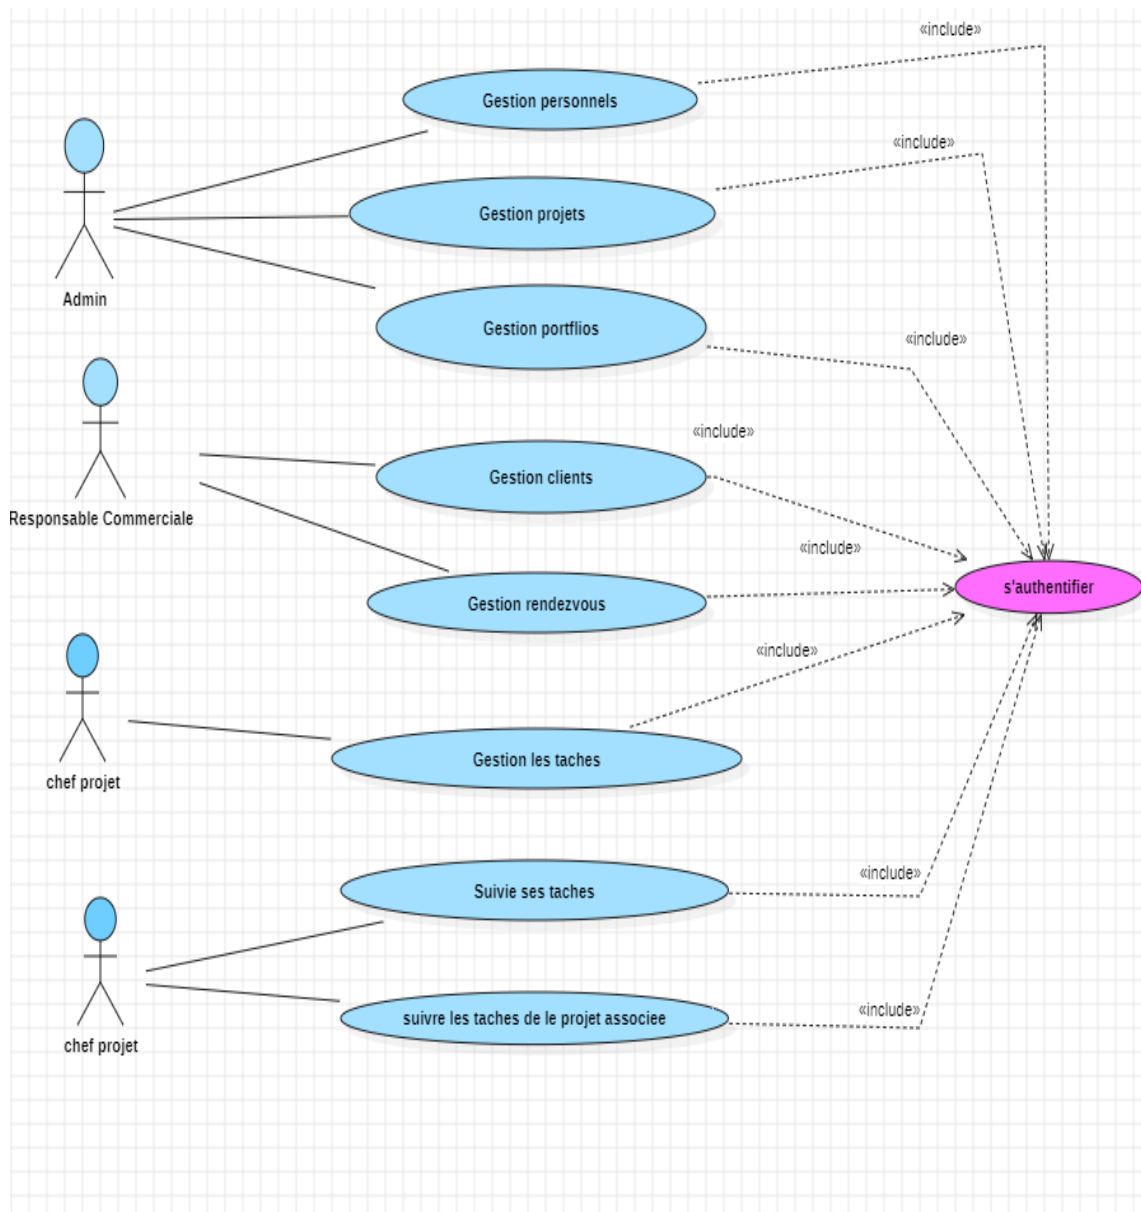 «include»
Gestion personnels
«include»
Gestion projets
Admin
Gestion portflios
«include»
«include»
Gestion clients
Responsable Commerciale
«include»
s'authentifier
Gestion rendezvous
«include»
Gestion les taches
chef projet
«include»
Suivie ses taches
«include»
suivre les taches de le projet associee
chef projet